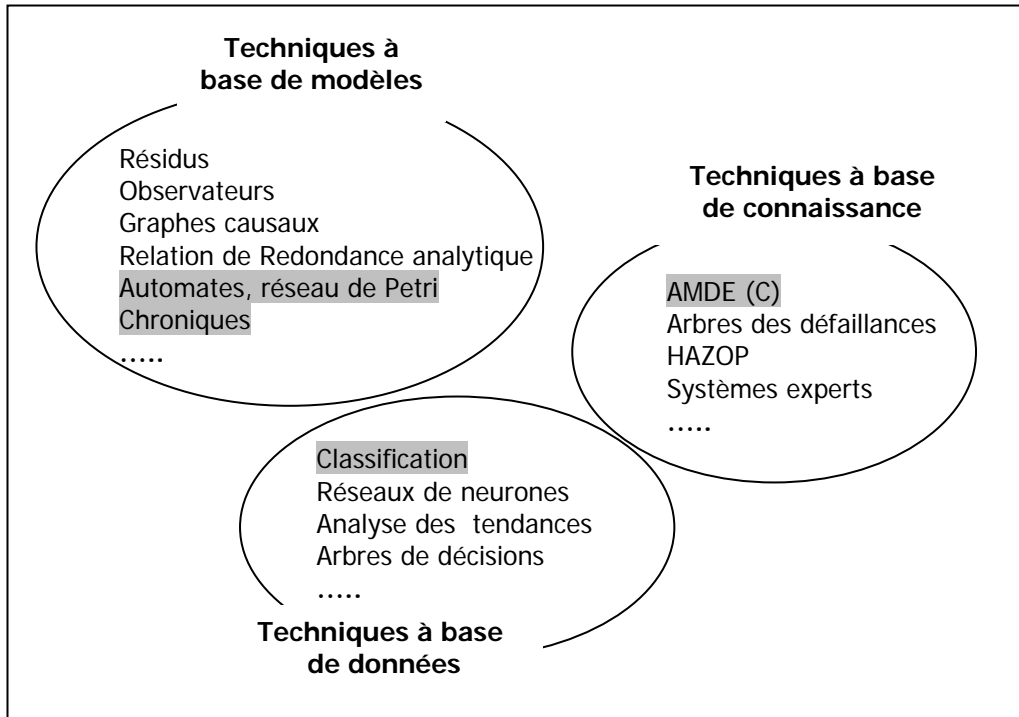 Techniques à
base de modèles
Résidus
Observateurs
Graphes causaux
Relation de Redondance analytique
Automates, réseau de Petri
Chroniques
…..
Techniques à base
de connaissance
AMDE (C)
Arbres des défaillances
HAZOP
Systèmes experts
…..
Classification
Réseaux de neurones
Analyse des tendances
Arbres de décisions
…..
Techniques à base
de données